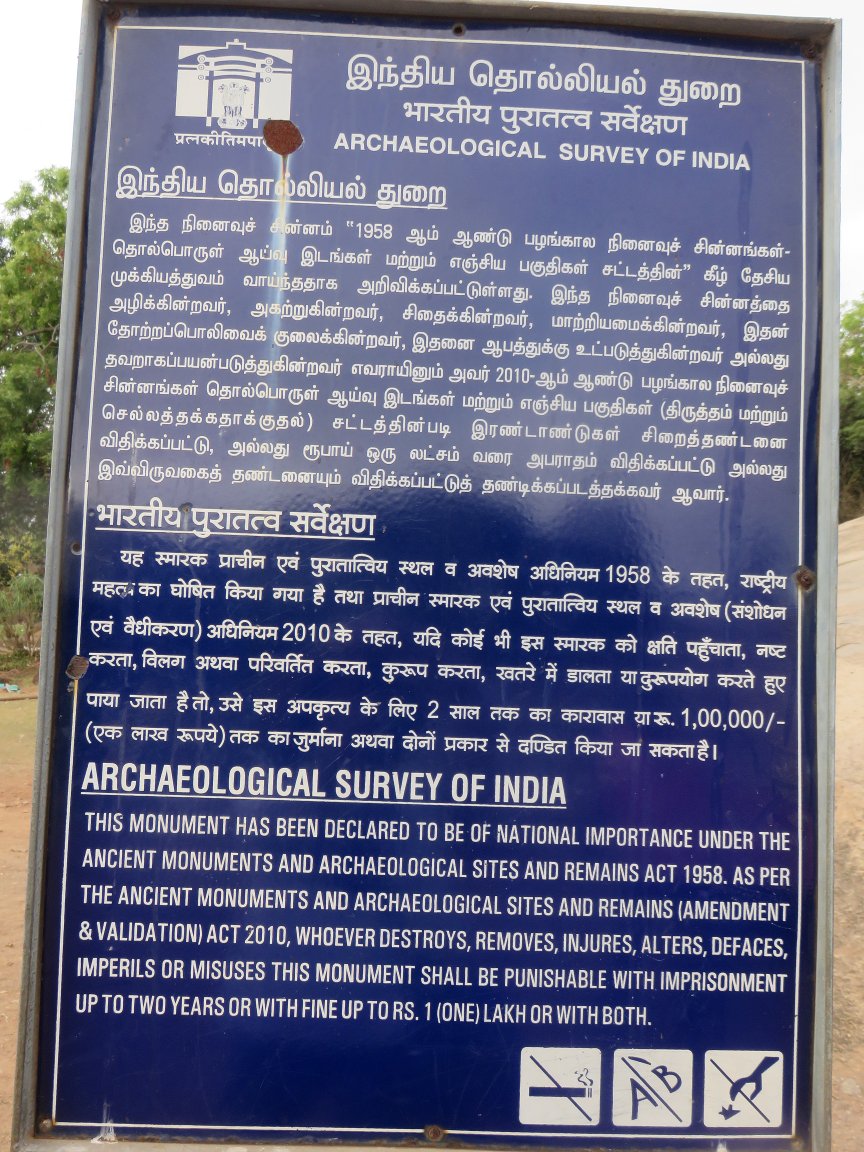 இந்திய தொல்லியல் துறை
भारतीय पुरातत्व सर्वेक्षण
ARCHAEOLOGICAL SURVEY OF INDIA
இந்திய தொல்லியல் துறை
இந்த நினைவுச் சின்னம் "1958 ஆம் ஆண்டு பழங்கால நினைவுச் சின்னங்கள்-
தொல்பொருள் ஆய்வு இடங்கள் மற்றும் எஞ்சிய பகுதிகள் சட்டத்தின்" கீழ் தேசிய
முக்கியத்துவம் வாய்ந்ததாக அறிவிக்கப்பட்டுள்ளது. இந்த நினைவுச் சின்னத்தை
அழிக்கின்றவர், அகற்றுகின்றவர், சிதைக்கின்றவர், மாற்றியமைக்கின்றவர், இதன்
தோற்றப்பொலிவைக் குலைக்கின்றவர், இதனை ஆபத்துக்கு உட்படுத்துகின்றவர் அல்லது
தவறாகப்பயன்படுத்துகின்றவர் எவராயினும் அவர் 2010-ஆம் ஆண்டு பழங்கால நினைவுச்
சின்னங்கள் தொல்பொருள் ஆய்வு இடங்கள் மற்றும் எஞ்சிய பகுதிகள் (திருத்தம் மற்றும்
செல்லத்தக்கதாக்குதல்) சட்டத்தின்படி இரண்டாண்டுகள் சிறைத்தண்டனை
விதிக்கப்பட்டு, அல்லது ரூபாய் ஒரு லட்சம் வரை அபராதம் விதிக்கப்பட்டு அல்லது
இவ்விருவகைத் தண்டனையும் விதிக்கப்பட்டுத் தண்டிக்கப்படத்தக்கவர் ஆவார்.
भारतीय पुरातत्व सर्वेक्षण
यह स्मारक प्राचीन एवं पुरातात्विय स्थल व अवशेष अधिनियम 1958 के तहत, राष्ट्रीय
महत्व का घोषित किया गया है तथा प्राचीन स्मारक एवं पुरातात्विय स्थल व अवशेष (संशोधन
एवं वैधीकरण) अधिनियम 2010 के तहत, यदि कोई भी इस स्मारक को क्षति पहुँचाता, नष्ट
करता, विलग अथवा परिवर्तित करता, कुरूप करता, खतरे में डालता या दुरूपयोग करते हुए
पाया जाता है तो, उसे इस अपकृत्य के लिए 2 साल तक का कारावास या रू. 1,00,000/-
(एक लाख रूपये) तक का जुर्माना अथवा दोनों प्रकार से दण्डित किया जा सकता है।
ARCHAEOLOGICAL SURVEY OF INDIA
THIS MONUMENT HAS BEEN DECLARED TO BE OF NATIONAL IMPORTANCE UNDER THE
ANCIENT MONUMENTS AND ARCHAEOLOGICAL SITES AND REMAINS ACT 1958. AS PER
THE ANCIENT MONUMENTS AND ARCHAEOLOGICAL SITES AND REMAINS (AMENDMENT
& VALIDATION) ACT 2010, WHOEVER DESTROYS, REMOVES, INJURES, ALTERS, DEFACES,
IMPERILS OR MISUSES THIS MONUMENT SHALL BE PUNISHABLE WITH IMPRISONMENT
UP TO TWO YEARS OR WITH FINE UP TO RS. 1 (ONE) LAKH OR WITH BOTH.
AB